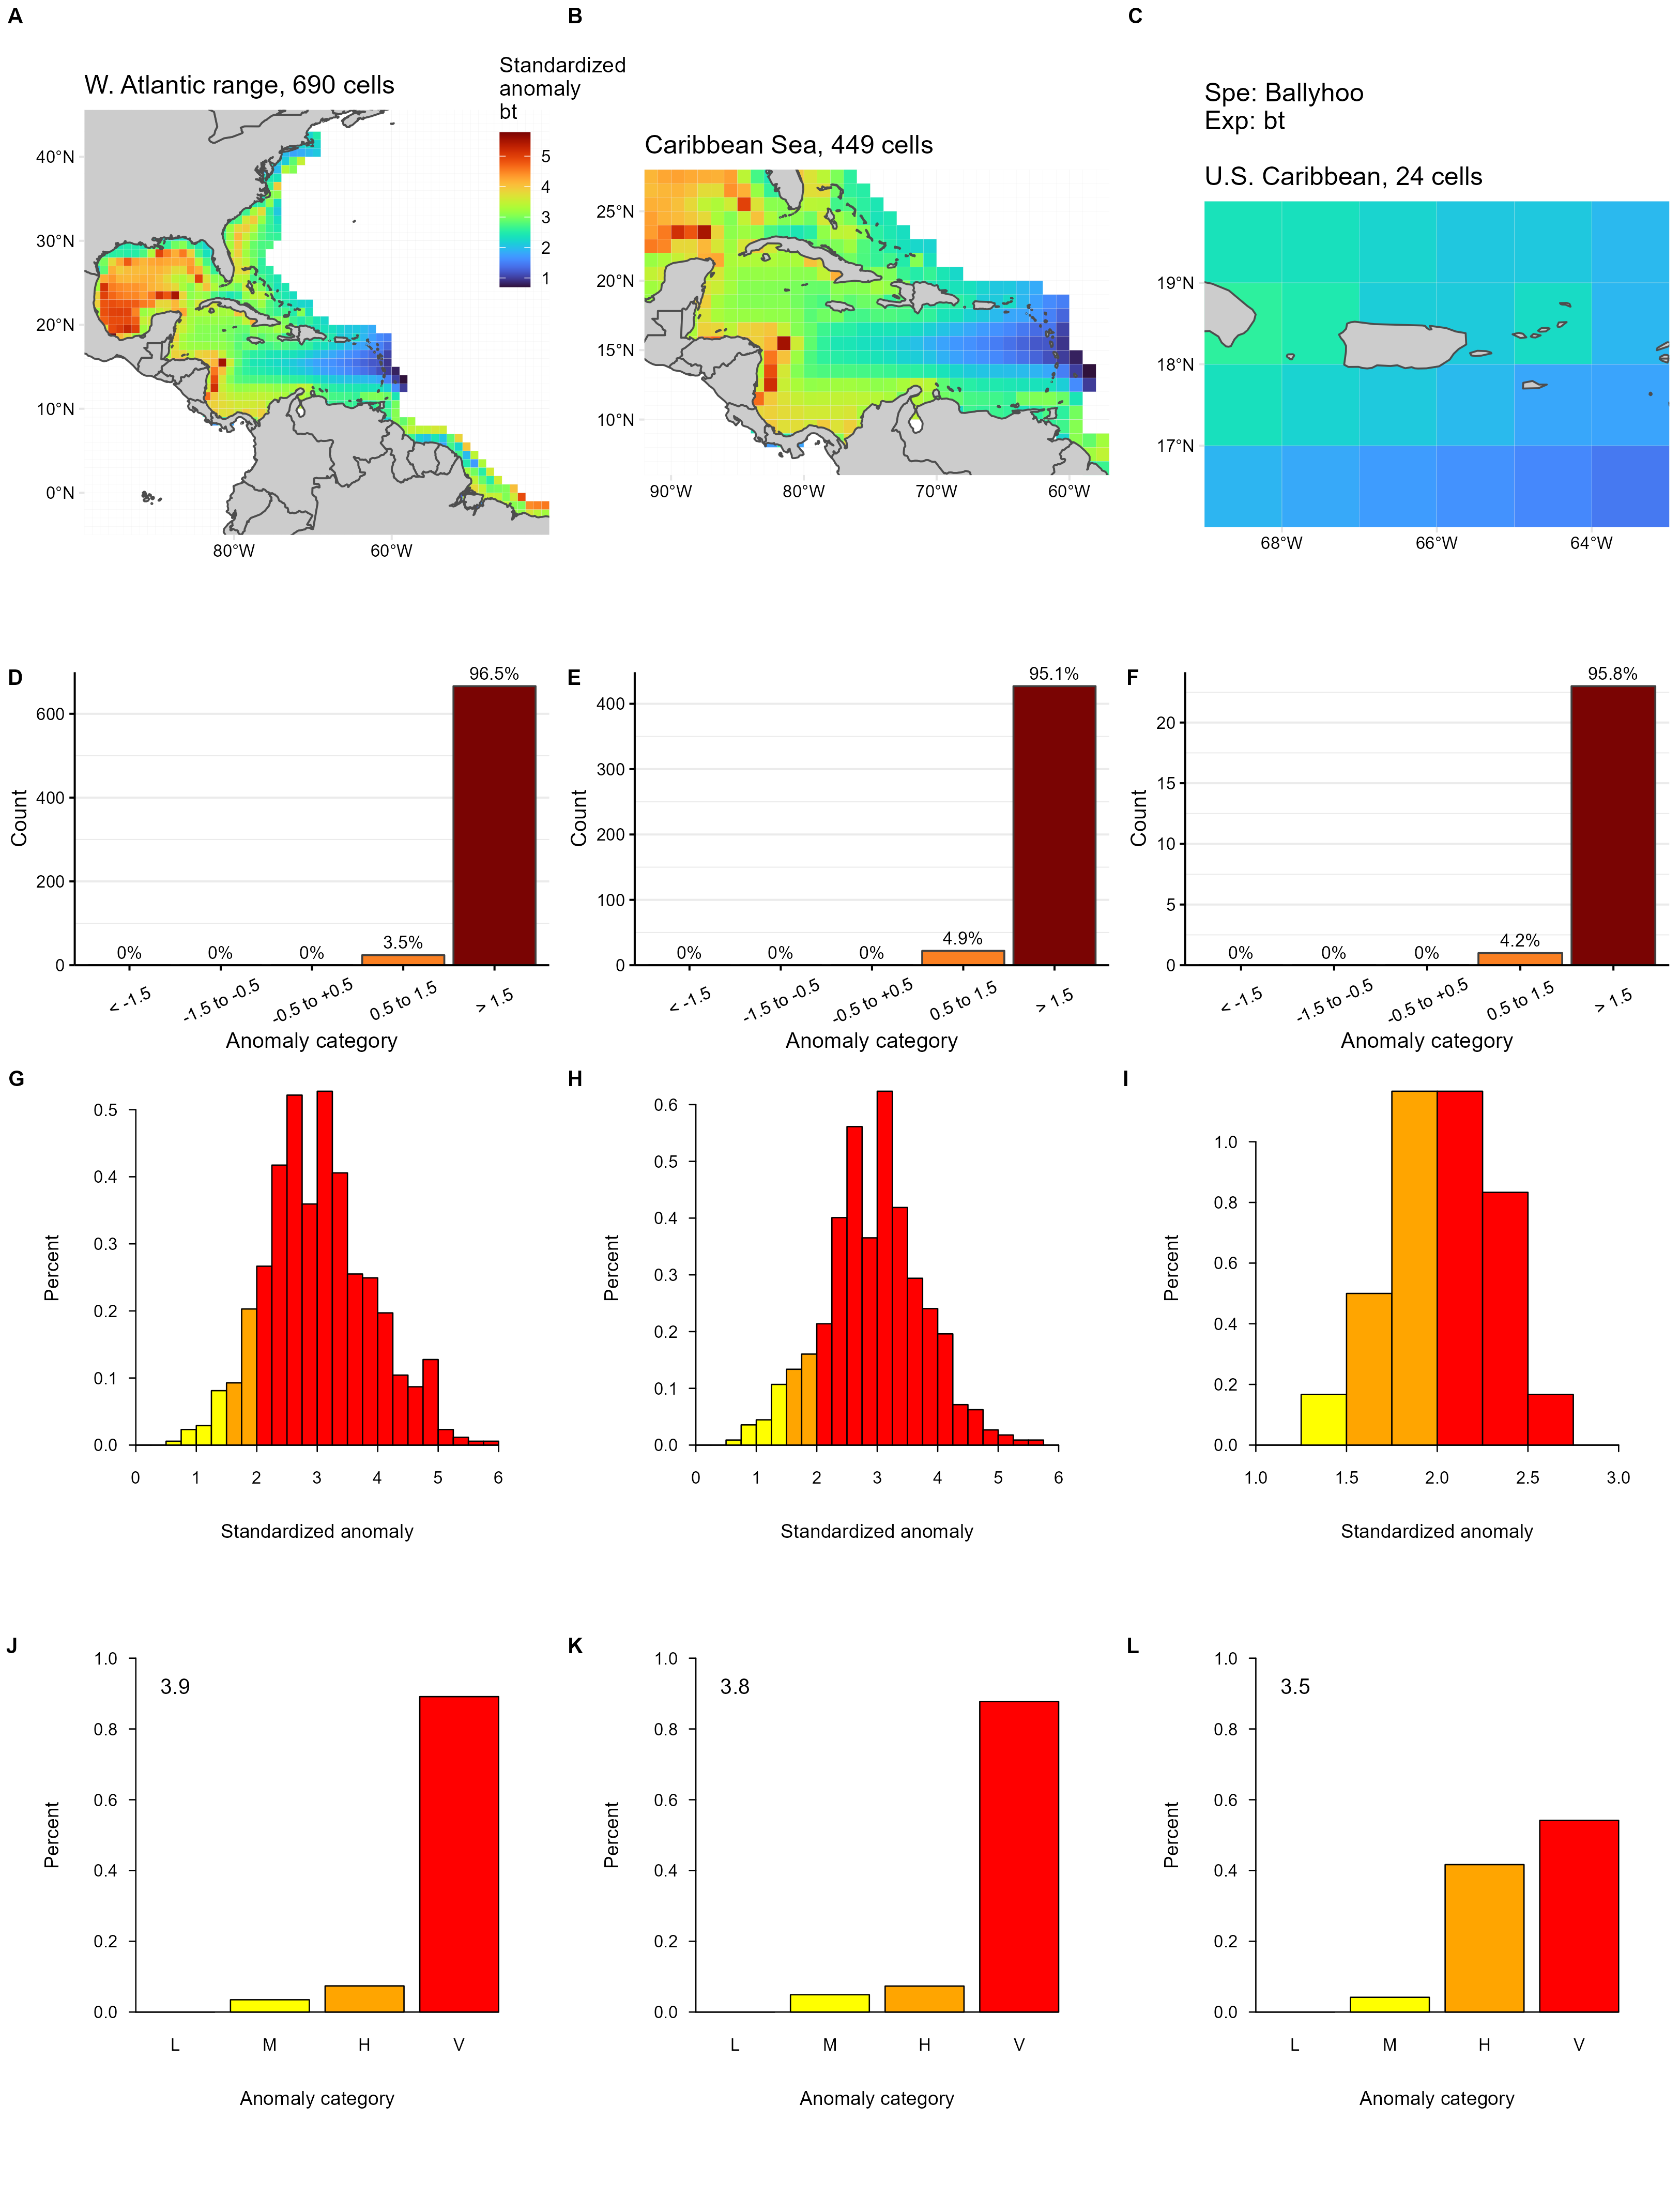 A
B
C
W. Atlantic range, 690 cells
Standardized
anomaly
bt
5
4
3
2
1
40°N
30°N
20°N
10°N
0°N
80°W
60°W
Caribbean Sea, 449 cells
25°N
20°N
15°N
10°N
90°W
80°W
70°W
60°W
Spe: Ballyhoo
Exp: bt
U.S. Caribbean, 24 cells
19°N
18°N
17°N
68°W
66°W
64°W
D
Count
600
400
200
0
0%
0%
0%
3.5%
96.5%
< -1.5
-1.5 to -0.5
-0.5 to +0.5
0.5 to 1.5
> 1.5
Anomaly category
E
Count
400
300
200
100
0
0%
0%
0%
4.9%
95.1%
< -1.5
-1.5 to -0.5
-0.5 to +0.5
0.5 to 1.5
> 1.5
Anomaly category
F
Count
20
15
10
5
0
0%
0%
0%
4.2%
95.8%
< -1.5
-1.5 to -0.5
-0.5 to +0.5
0.5 to 1.5
> 1.5
Anomaly category
G
Percent
0.5
0.4
0.3
0.2
0.1
0.0
0 1 2 3 4 5 6
Standardized anomaly
H
Percent
0.6
0.5
0.4
0.3
0.2
0.1
0.0
0 1 2 3 4 5 6
Standardized anomaly
I
Percent
1.0
0.8
0.6
0.4
0.2
0.0
1.0 1.5 2.0 2.5 3.0
Standardized anomaly
J
3.9
Percent
1.0
0.8
0.6
0.4
0.2
0.0
L M H V
Anomaly category
K
3.8
Percent
1.0
0.8
0.6
0.4
0.2
0.0
L M H V
Anomaly category
L
3.5
Percent
1.0
0.8
0.6
0.4
0.2
0.0
L M H V
Anomaly category